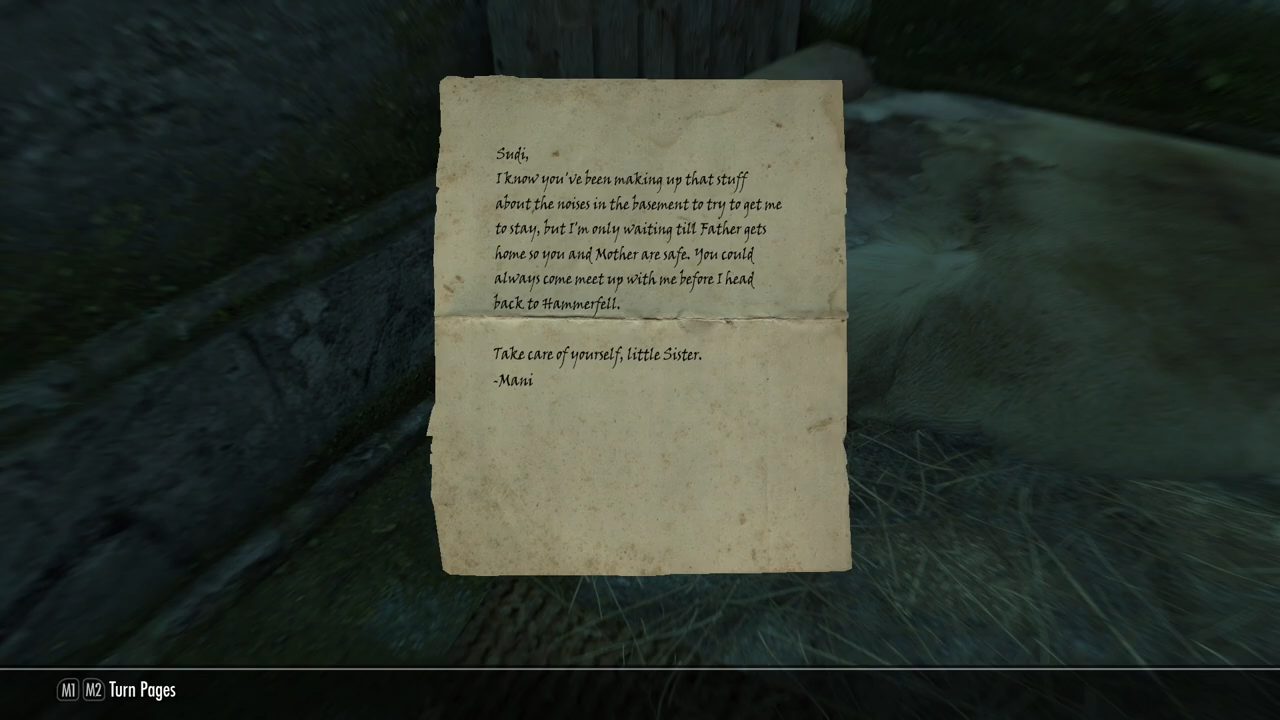 Sudi,
I know you've been making up that stuff
about the noises in the basement to try to get me
to stay, but I'm only waiting till Father gets
home so you and Mother are safe. You could
always come meet up with me before I head
back to Hammerfell.
Take care of yourself, little Sister.
-Mani
M1 M2 Turn Pages